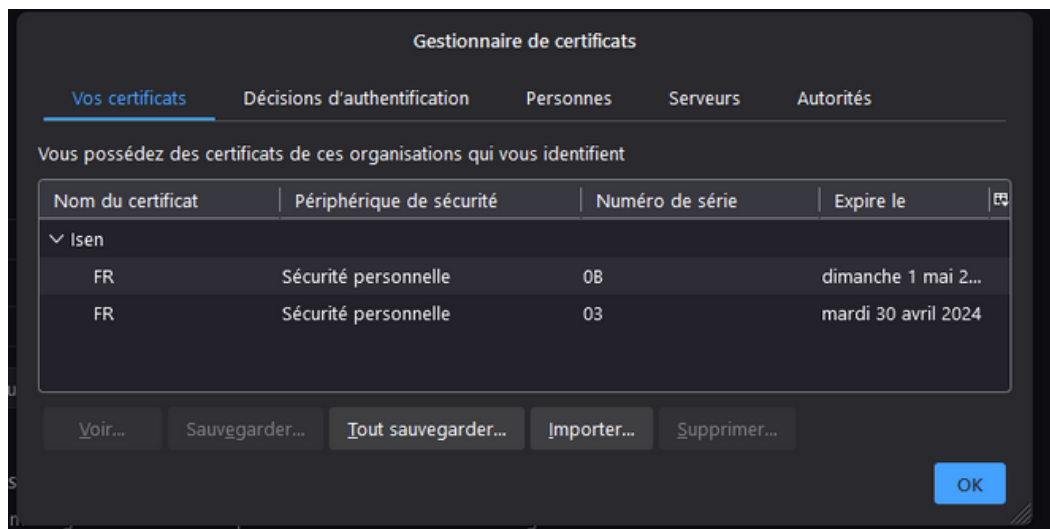 Gestionnaire de certificats
Vos certificats Décisions d'authentification Personnes Serveurs Autorités
Vous possédez des certificats de ces organisations qui vous identifient
Nom du certificat Périphérique de sécurité Numéro de série Expire le
Isen
FR Sécurité personnelle 0B dimanche 1 mai 2...
FR Sécurité personnelle 03 mardi 30 avril 2024
Voir... Sauvegarder... Tout sauvegarder... Importer... Supprimer...
OK